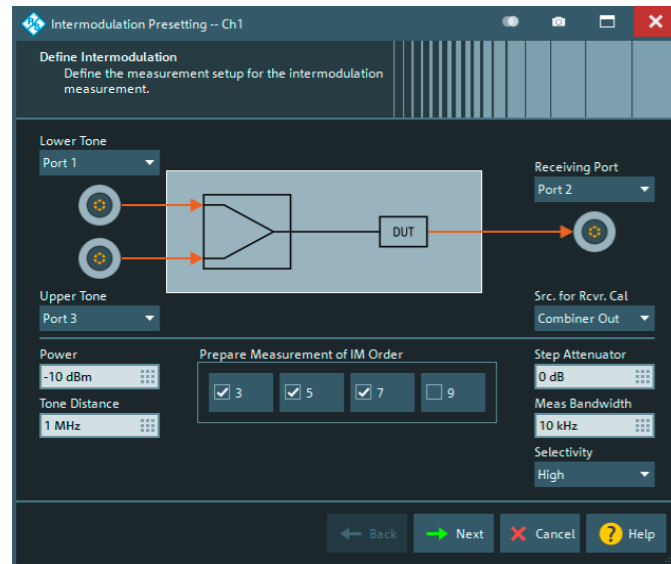 Intermodulation Presetting -- Ch1
Define Intermodulation
Define the measurement setup for the intermodulation
measurement.
Lower Tone
Port 1
Receiving Port
Port 2
DUT
Upper Tone
Port 3
Src. for Rcvr. Cal
Combiner Out
Power
-10 dBm
Prepare Measurement of IM Order
3
5
7
9
Step Attenuator
0 dB
Tone Distance
1 MHz
Meas Bandwidth
10 kHz
Selectivity
High
Back
Next
Cancel
? Help